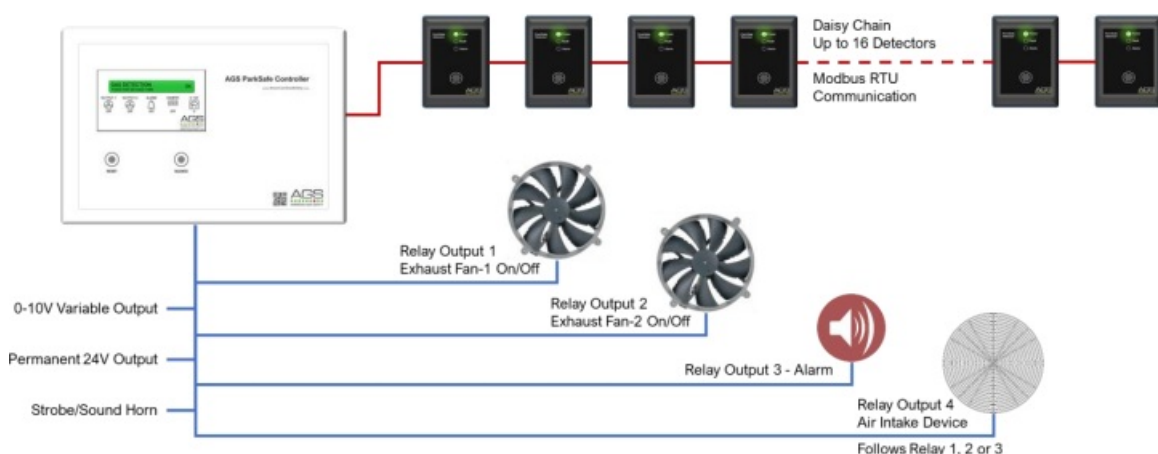 AGS ParkSafe Controller
AGS
AGS
Daisy Chain
Up to 16 Detectors
Modbus RTU
Communication
Relay Output 1
Exhaust Fan-1 On/Off
0-10V Variable Output
Relay Output 2
Exhaust Fan-2 On/Off
Permanent 24V Output
Relay Output 3 - Alarm
Strobe/Sound Horn
Relay Output 4
Air Intake Device
Follows Relay 1, 2 or 3